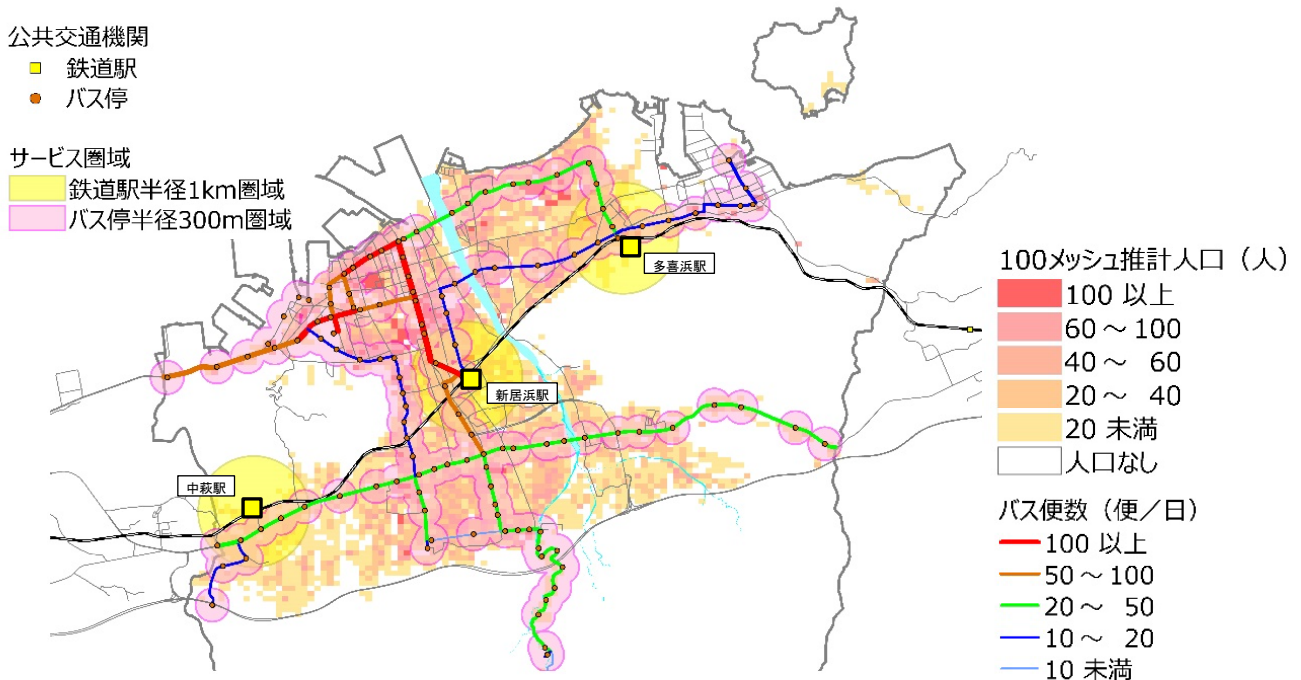 公共交通機関
鉄道駅
バス停
サービス圏域
鉄道駅半径1km圏域
バス停半径300m圏域
多喜浜駅
新居浜駅
中萩駅
100メッシュ推計人口（人）
100 以上
60～100
40～ 60
20～ 40
20 未満
人口なし
バス便数（便／日）
100 以上
50～100
20～ 50
10～ 20
10 未満